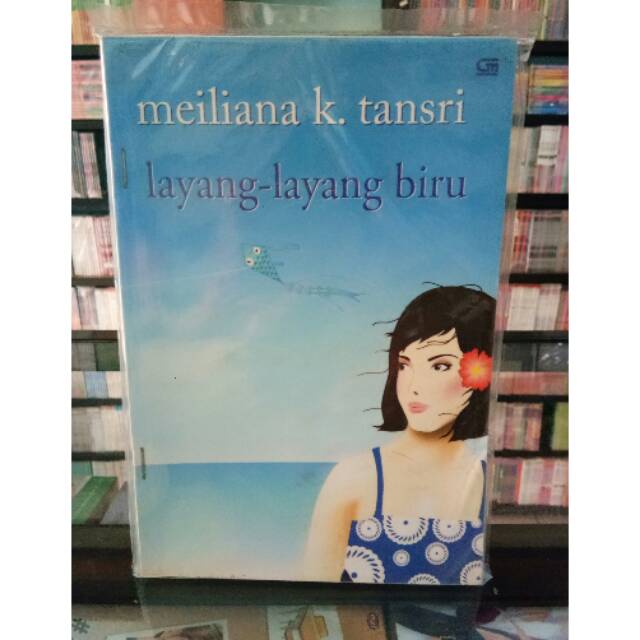 meiliana k. tansri
layang-layang biru